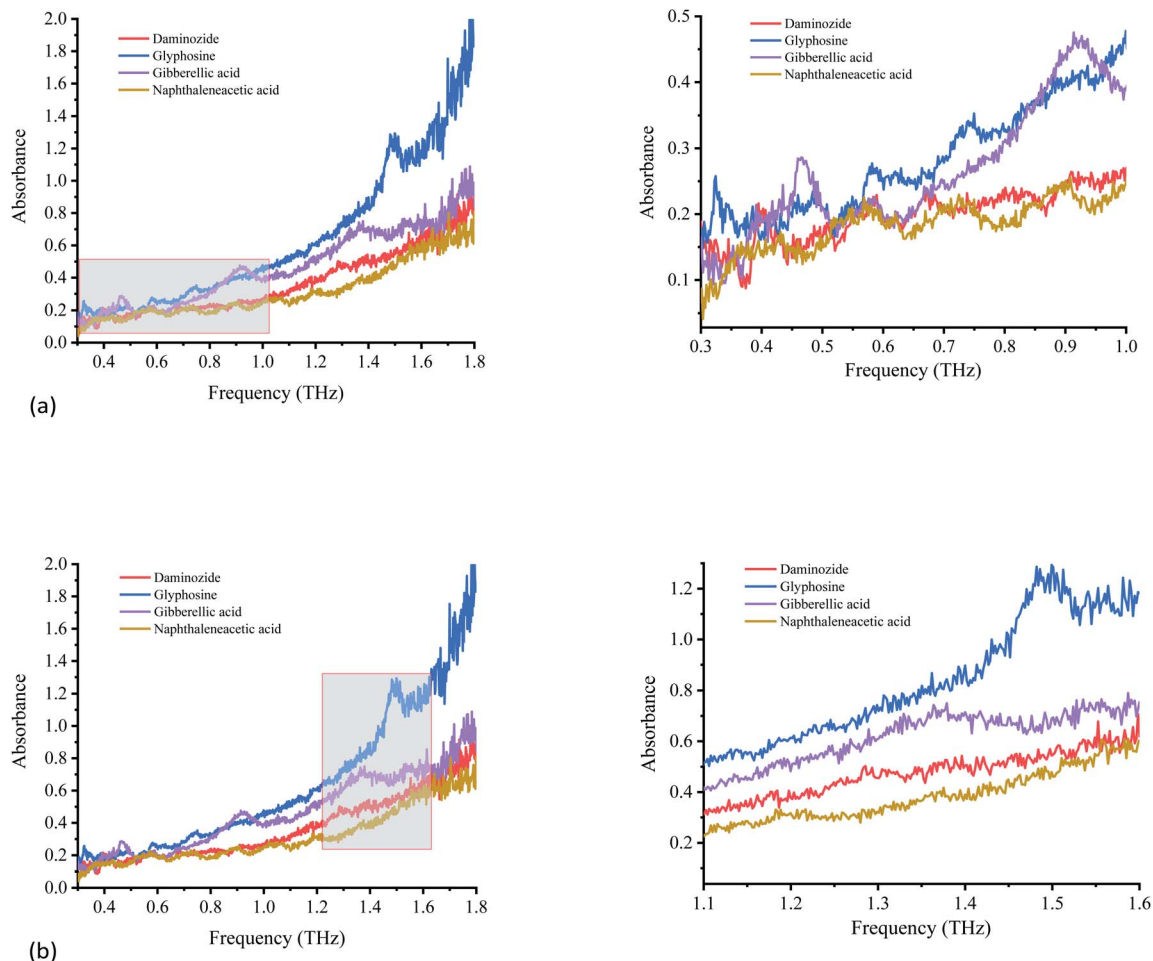 2.0
1.8
1.6
1.4
1.2
1.0
0.8
0.6
0.4
0.2
0.0
Absorbance
Daminozide
Glyphosine
Gibberellic acid
Naphthaleneacetic acid
0.4 0.6 0.8 1.0 1.2 1.4 1.6 1.8
Frequency (THz)
(a)
0.5
0.4
0.3
0.2
0.1
Absorbance
Daminozide
Glyphosine
Gibberellic acid
Naphthaleneacetic acid
0.3 0.4 0.5 0.6 0.7 0.8 0.9 1.0
Frequency (THz)
2.0
1.8
1.6
1.4
1.2
1.0
0.8
0.6
0.4
0.2
0.0
Absorbance
Daminozide
Glyphosine
Gibberellic acid
Naphthaleneacetic acid
0.4 0.6 0.8 1.0 1.2 1.4 1.6 1.8
Frequency (THz)
(b)
1.2
1.0
0.8
0.6
0.4
0.2
Absorbance
Daminozide
Glyphosine
Gibberellic acid
Naphthaleneacetic acid
1.1 1.2 1.3 1.4 1.5 1.6
Frequency (THz)